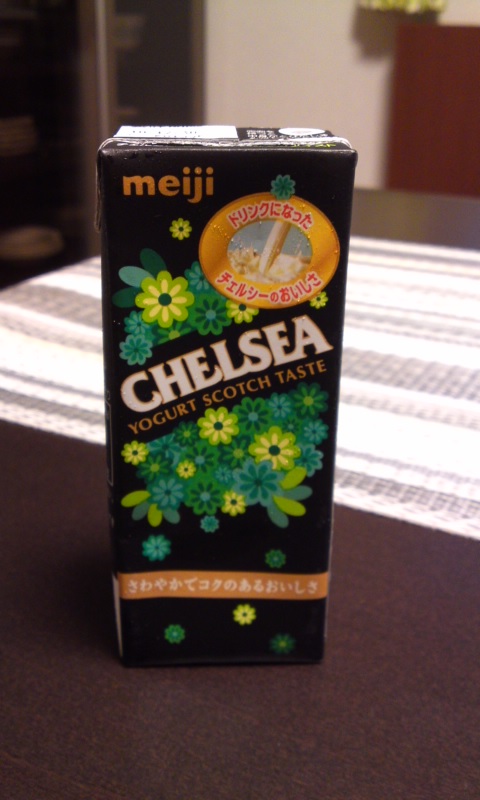 meiji
ドリンクになった
チェルシーのおいしさ
CHELSEA
YOGURT SCOTCH TASTE
さわやかでコクのあるおいしさ